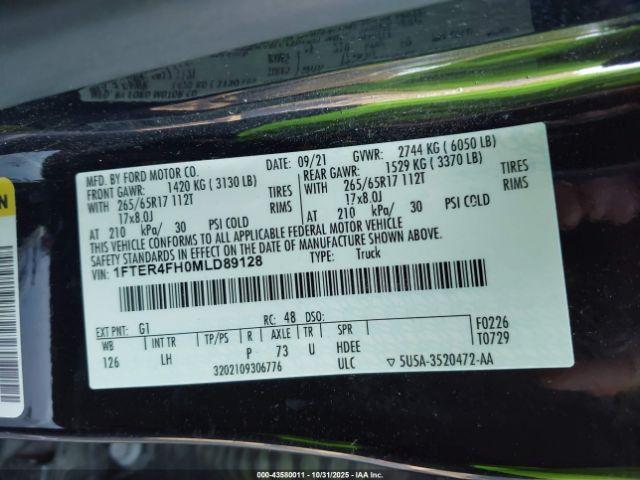 MFD. BY FORD MOTOR CO.
DATE: 09/21 GVWR: 2744 KG ( 6050 LB)
FRONT GAWR: 1420 KG ( 3130 LB) REAR GAWR: 1529 KG ( 3370 LB)
WITH 265/65R17 112T TIRES WITH 265/65R17 112T TIRES
17x8.0J RIMS 17x8.0J RIMS
AT 210 kPa/ 30 PSI COLD AT 210 kPa/ 30 PSI COLD
THIS VEHICLE CONFORMS TO ALL APPLICABLE FEDERAL MOTOR VEHICLE
SAFETY STANDARDS IN EFFECT ON THE DATE OF MANUFACTURE SHOWN ABOVE.
VIN: 1FTER4FH0MLD89128 TYPE: Truck
EXT PNT: G1 RC: 48 DSO: F0226
WB INT TR TP/PS R AXLE TR SPR T0729
126 LH P 73 U HDEE
3202109306776 ULC ▽ 5U5A-3520472-AA
000-43580011 - 10/31/2025 - IAAI Inc.